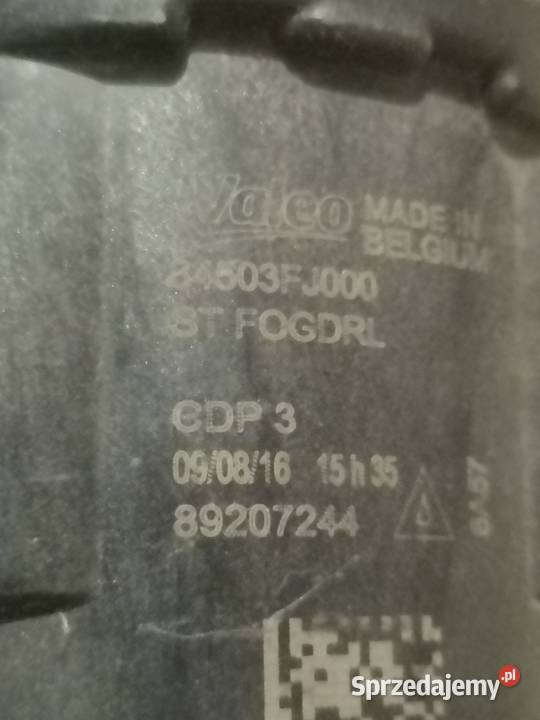 Valeo MADE IN
BELGIUM
84503FJ000
ST FOGDRL
CDP 3
09/08/16 15 h 35
89207244
Sprzedajemy.pl